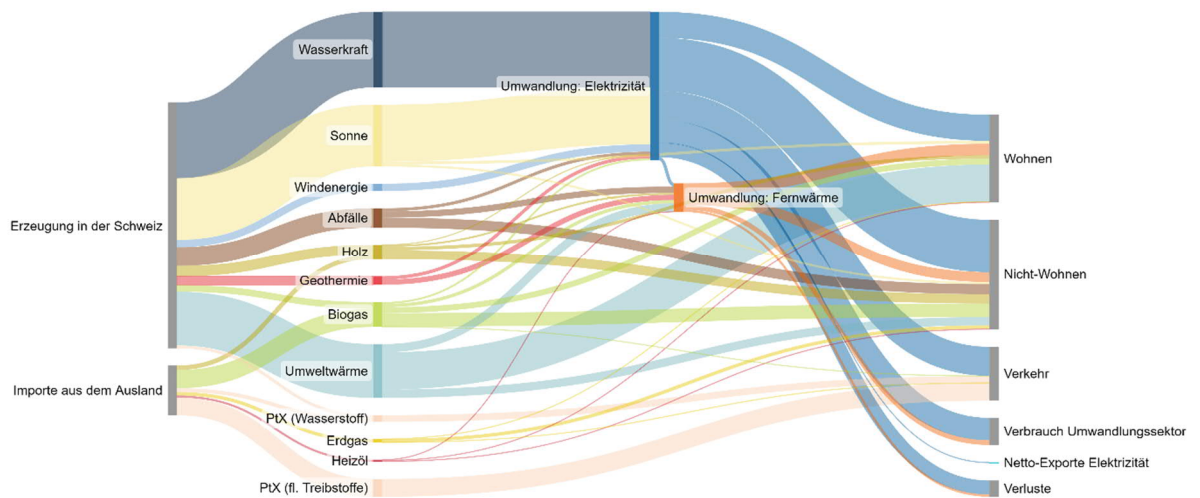 Erzeugung in der Schweiz
Importe aus dem Ausland
Wasserkraft
Sonne
Windenergie
Abfälle
Holz
Geothermie
Biogas
Umweltwärme
PtX (Wasserstoff)
Erdgas
Heizöl
PtX (fl. Treibstoffe)
Umwandlung: Elektrizität
Umwandlung: Fernwärme
Wohnen
Nicht-Wohnen
Verkehr
Verbrauch Umwandlungssektor
Netto-Exporte Elektrizität
Verluste